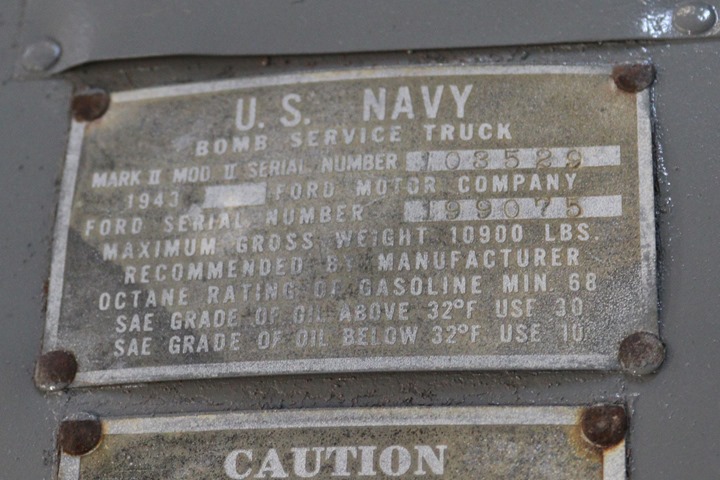 U. S. NAVY
BOMB SERVICE TRUCK
MARK II MOD II SERIAL NUMBER 103529
1943 FORD MOTOR COMPANY
FORD SERIAL NUMBER 199075
MAXIMUM GROSS WEIGHT 10900 LBS.
RECOMMENDED BY MANUFACTURER
OCTANE RATING OF GASOLINE MIN. 68
SAE GRADE OF OIL ABOVE 32°F USE 30
SAE GRADE OF OIL BELOW 32°F USE 10
CAUTION